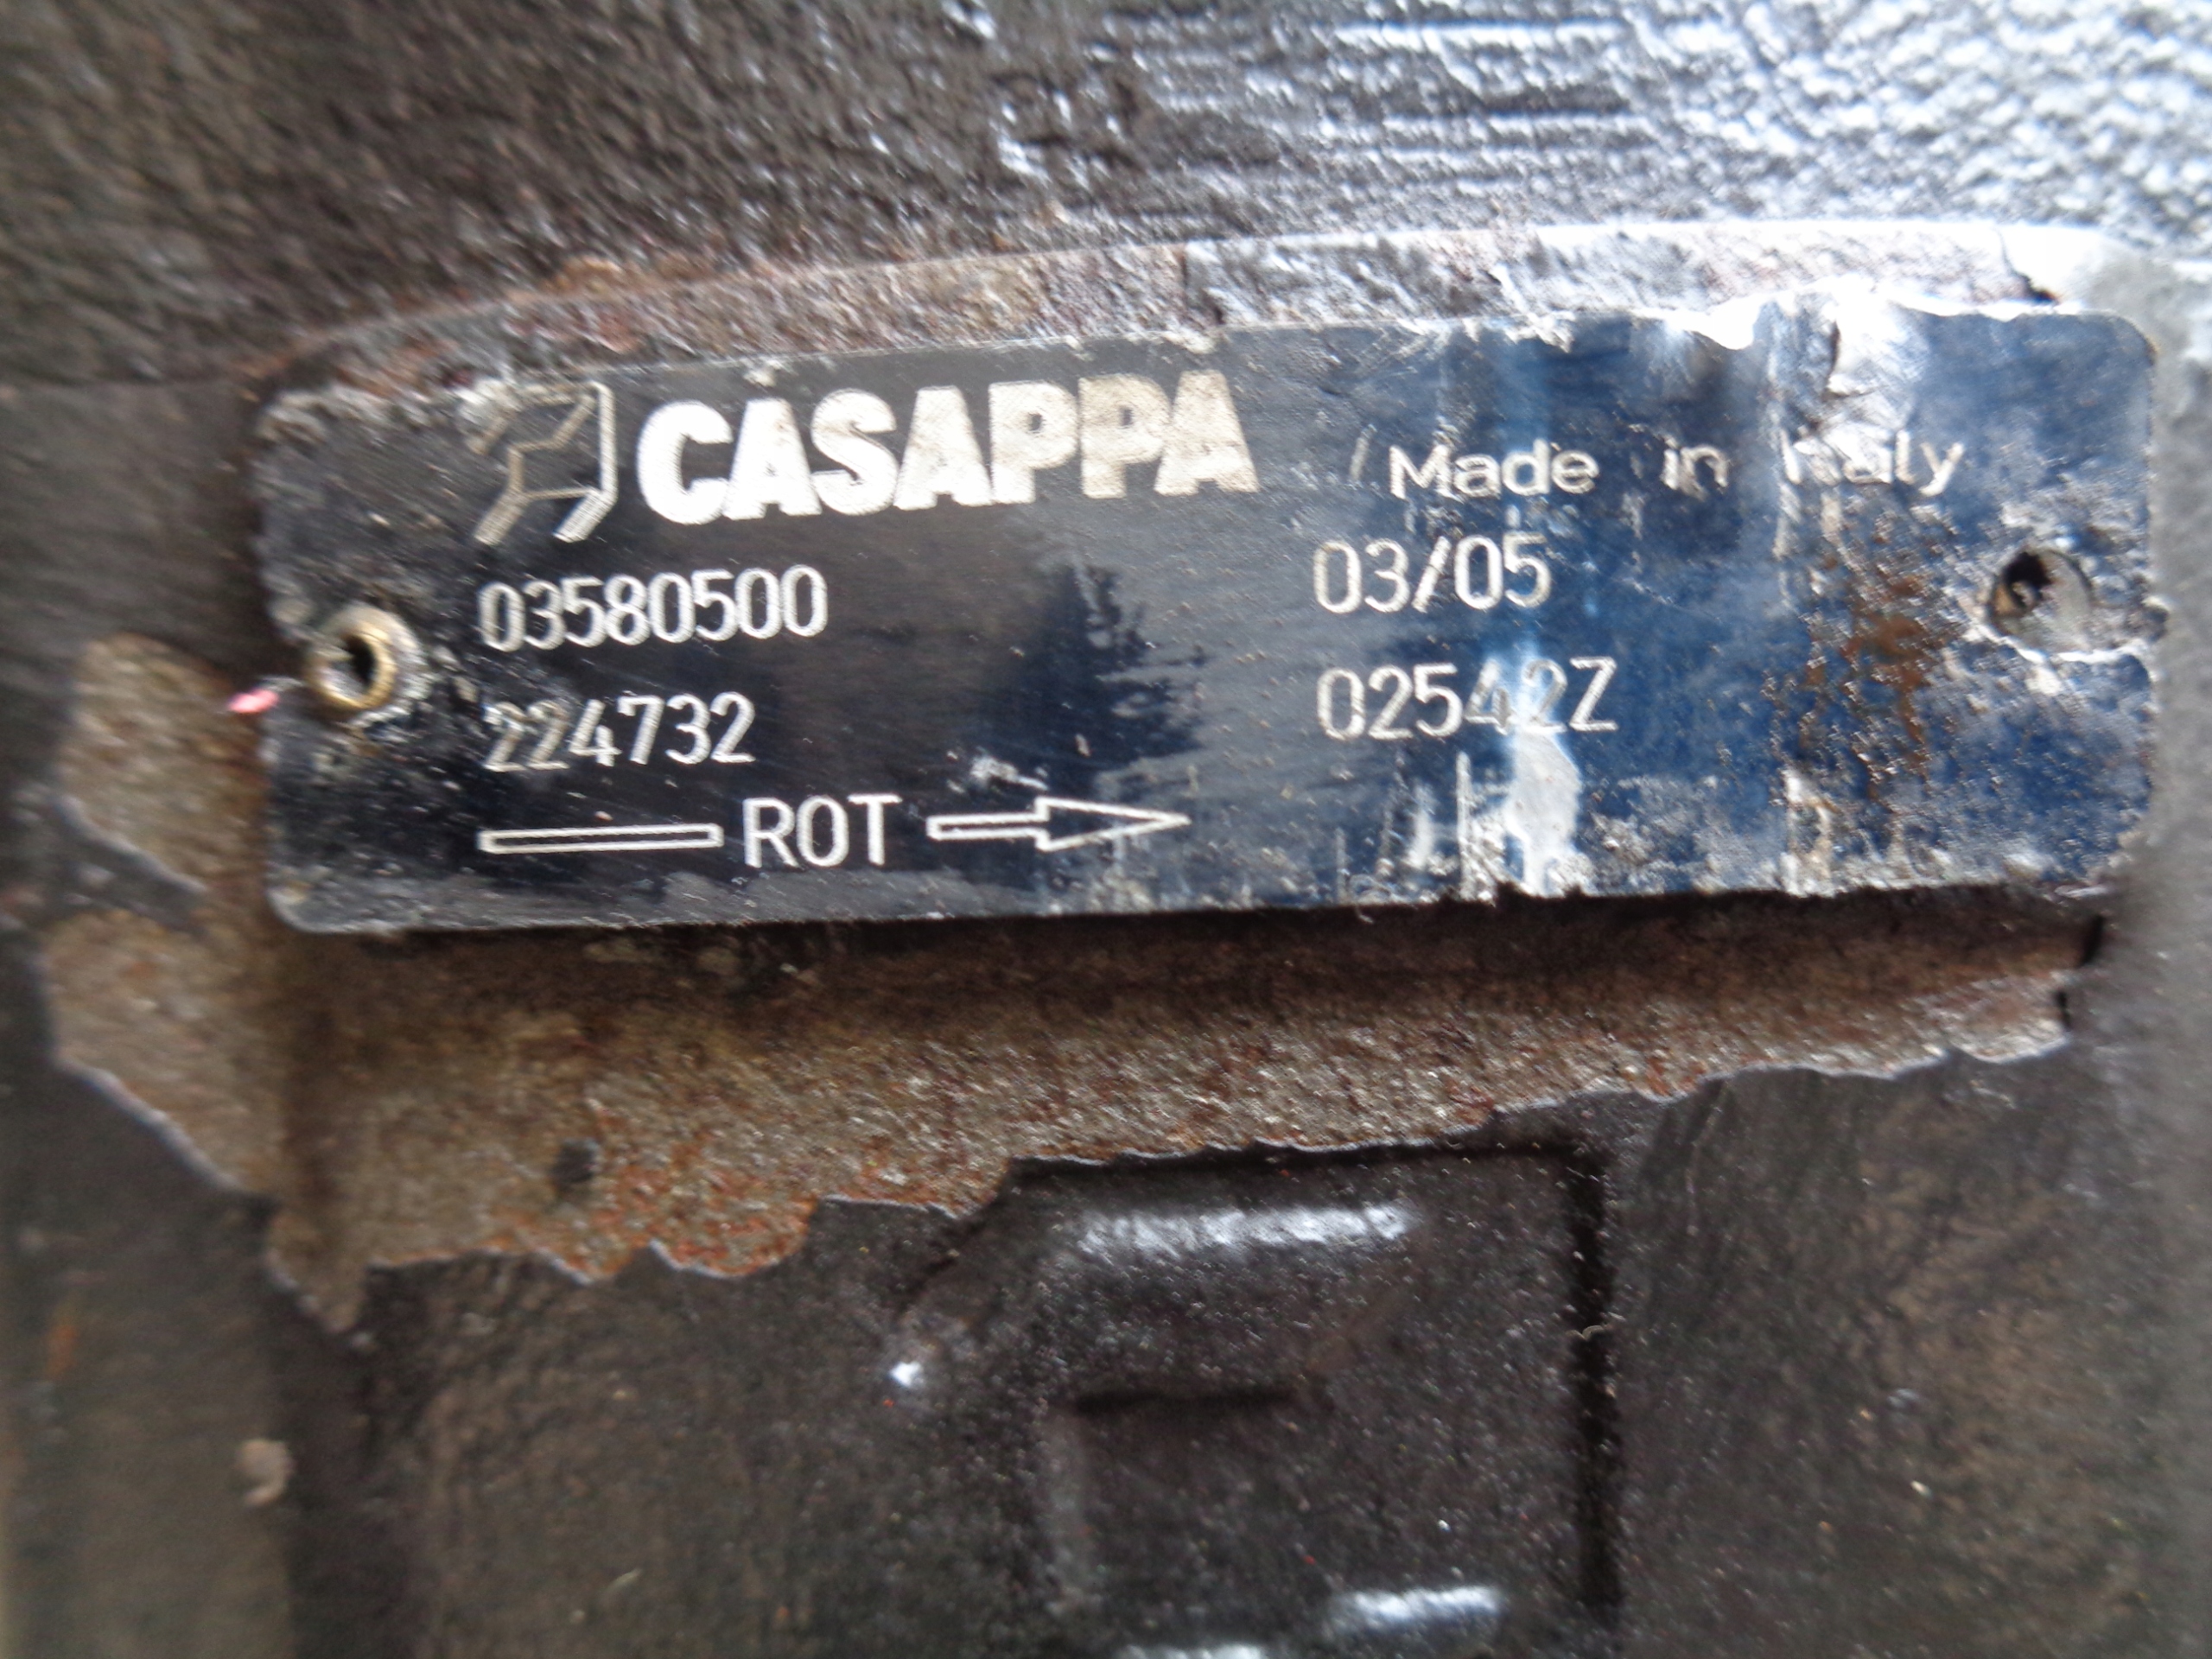 CASAPPA Made in Italy
03580500 03/05
224732 02542Z
ROT